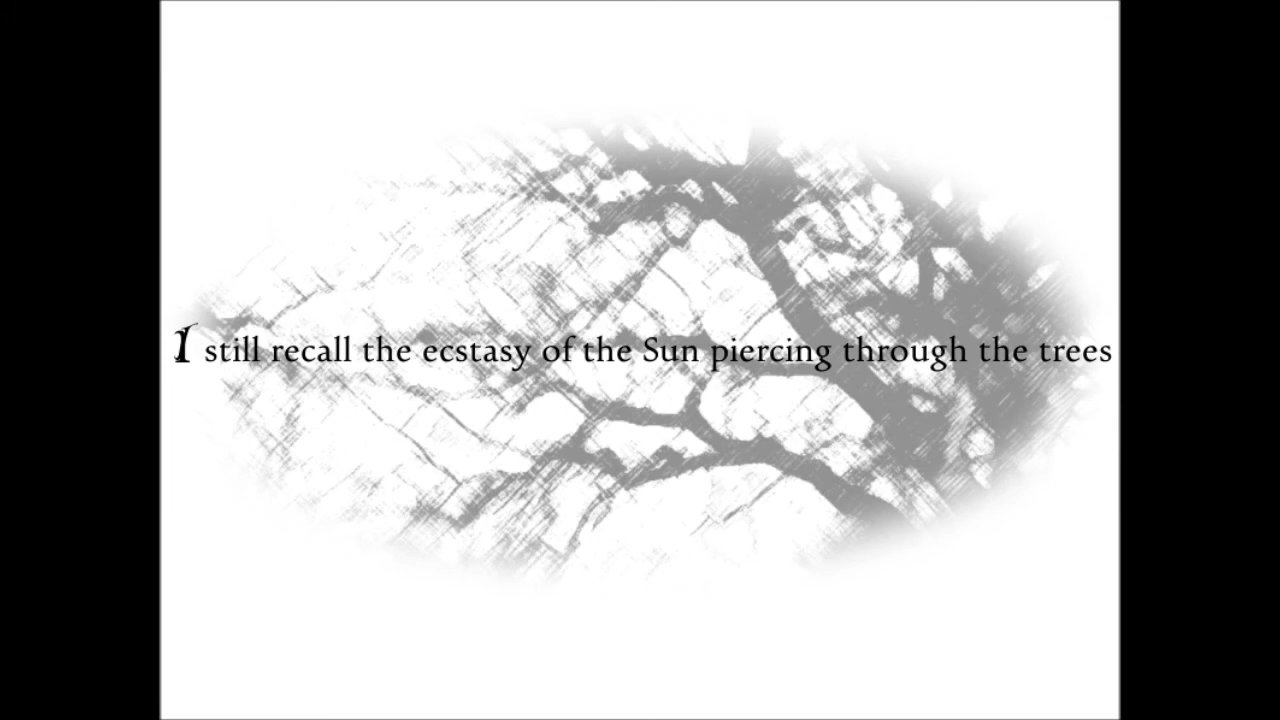 I still recall the ecstasy of the Sun piercing through the trees